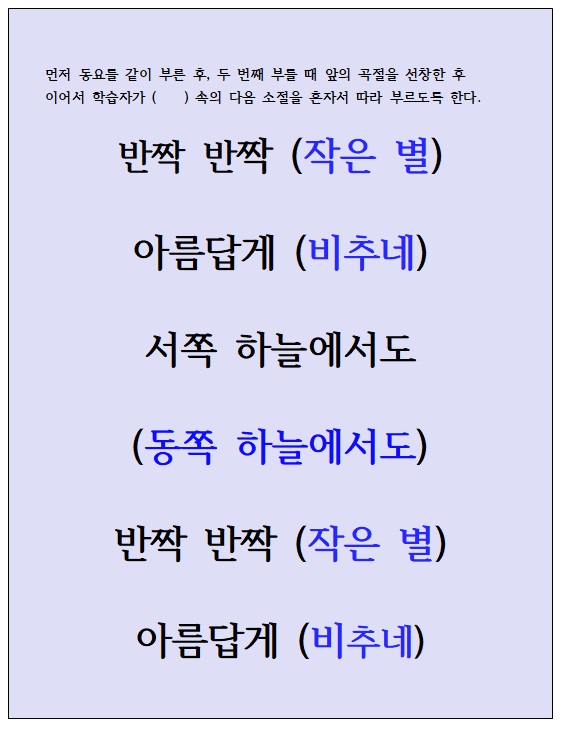 먼저 동요를 같이 부른 후, 두 번째 부를 때 앞의 곡절을 선창한 후
이어서 학습자가 (     ) 속의 다음 소절을 혼자서 따라 부르도록 한다.
반짝 반짝 (작은 별)
아름답게 (비추네)
서쪽 하늘에서도
(동쪽 하늘에서도)
반짝 반짝 (작은 별)
아름답게 (비추네)